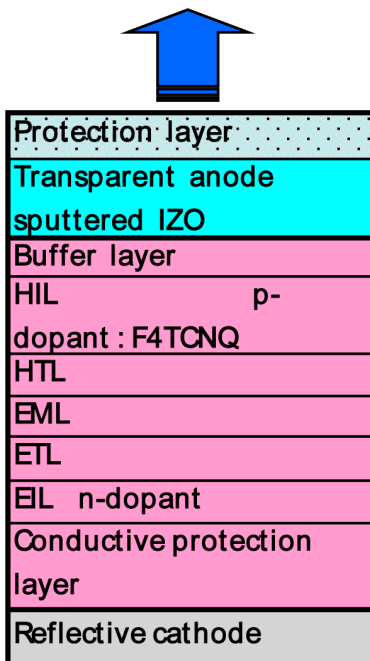 Protection layer
Transparent anode
sputtered IZO
Buffer layer
HIL p-
dopant : F4TCNQ
HTL
EML
ETL
EIL n-dopant
Conductive protection
layer
Reflective cathode